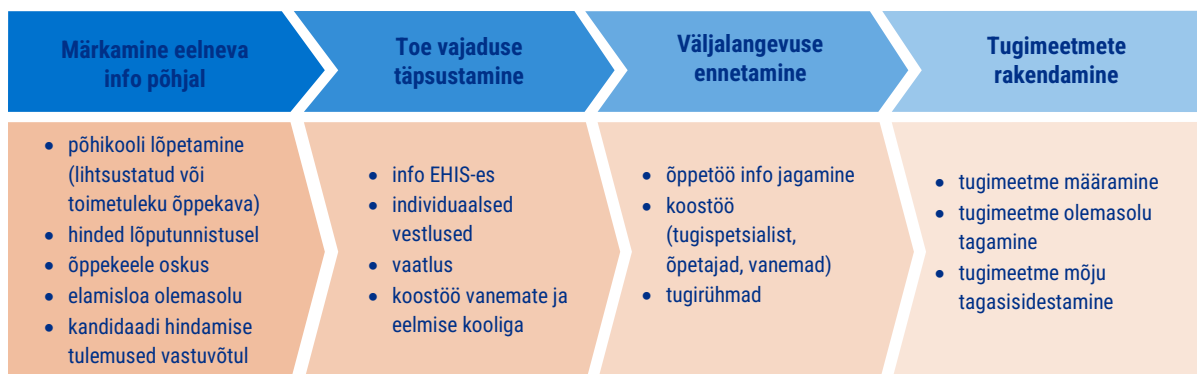 Märkamine eelneva
info põhjal
Toe vajaduse
täpsustamine
Väljalangevuse
ennetamine
Tugimeetmete
rakendamine
• põhikooli lõpetamine
(lihtsustatud või
toimetuleku õppekava)
• hinded lõputunnistusel
• õppekeele oskus
• elamisloa olemasolu
• kandidaadi hindamise
tulemused vastuvõtul
• info EHIS-es
• individuaalsed
vestlused
• vaatlus
• koostöö vanemate ja
eelmise kooliga
• õppetöö info jagamine
• koostöö
(tugispetsialist,
õpetajad, vanemad)
• tugirühmad
• tugimeetme määramine
• tugimeetme olemasolu
tagamine
• tugimeetme mõju
tagasisidestamine